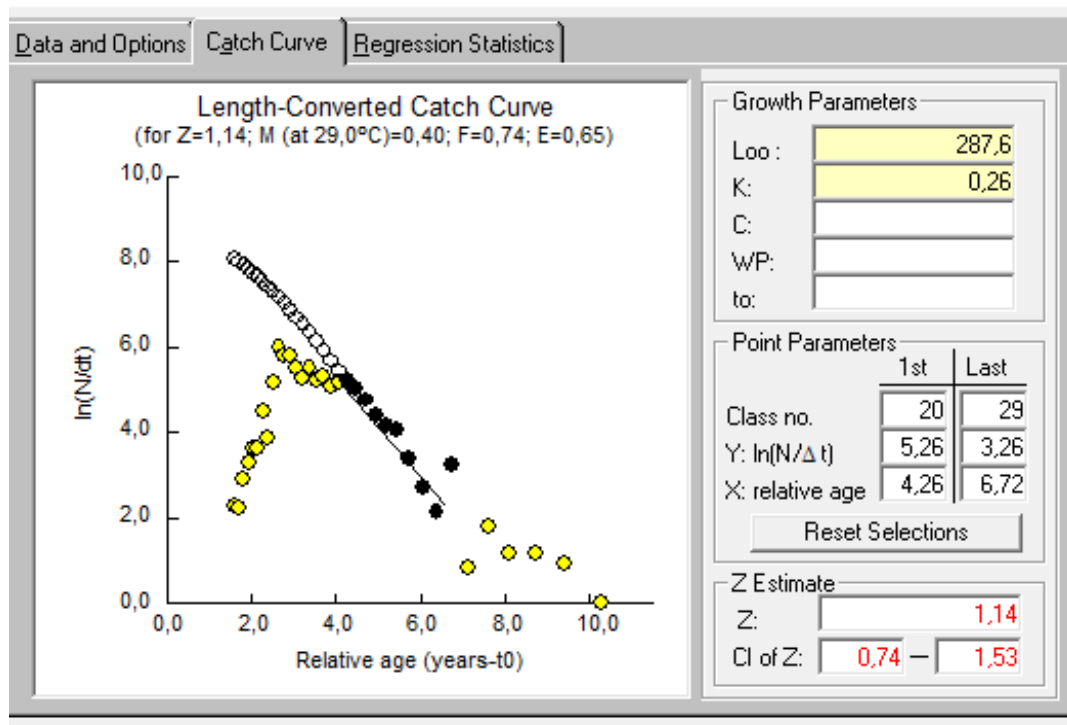 Data and Options
Catch Curve
Regression Statistics
Length-Converted Catch Curve
(for Z=1,14; M (at 29,0ºC)=0,40; F=0,74; E=0,65)
10,0
8,0
6,0
4,0
2,0
0,0
ln(N/dt)
0,0 2,0 4,0 6,0 8,0 10,0
Relative age (years-t0)
Growth Parameters
Loo : 287,6
K: 0,26
C:
WP:
to:
Point Parameters
1st Last
Class no. 20 29
Y: ln(N/Δ t) 5,26 3,26
X: relative age 4,26 6,72
Reset Selections
Z Estimate
Z: 1,14
CI of Z: 0,74 — 1,53